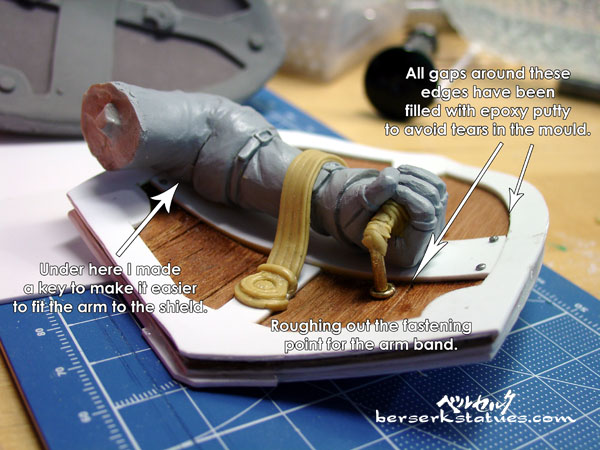 All gaps around these
edges have been
filled with epoxy putty
to avoid tears in the mould.
Under here I made
a key to make it easier
to fit the arm to the shield.
Roughing out the fastening
point for the arm band.
ベルセルク
berserkstatues.com